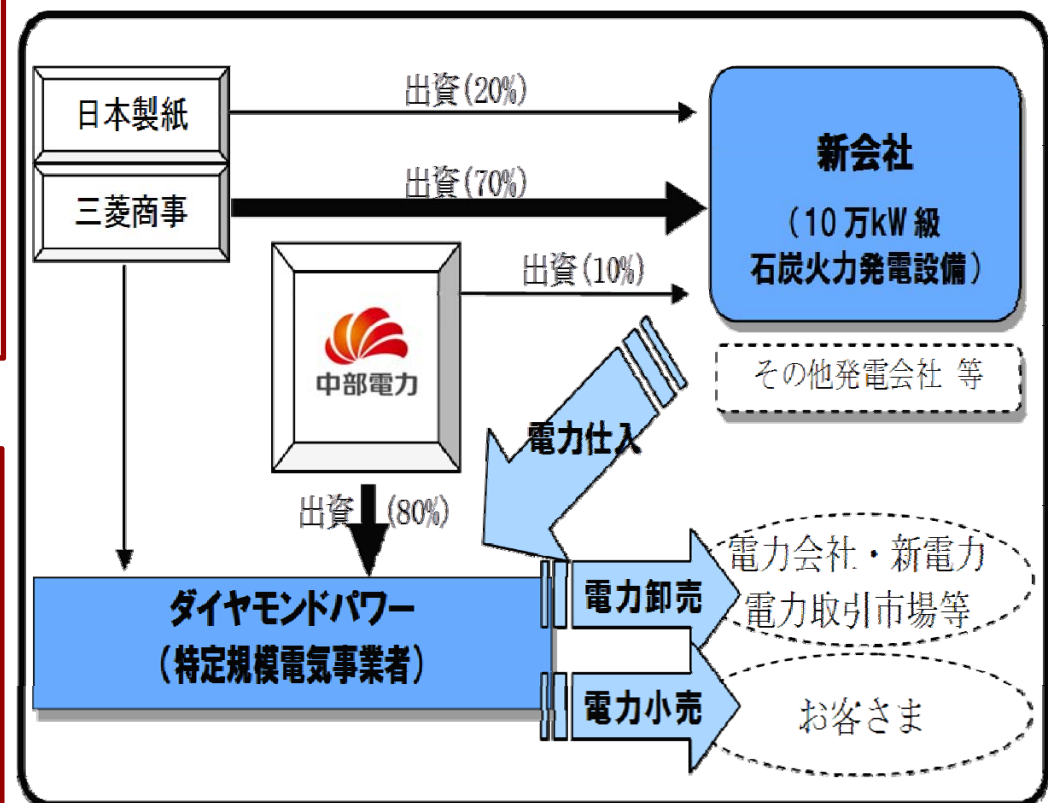 日本製紙
出資(20%)
三菱商事
出資(70%)
新会社
(10万kW級
石炭火力発電設備)
中部電力
出資(10%)
その他発電会社 等
電力仕入
出資 (80%)
ダイヤモンドパワー
(特定規模電気事業者)
電力卸売
電力会社・新電力
電力取引市場等
電力小売
お客さま